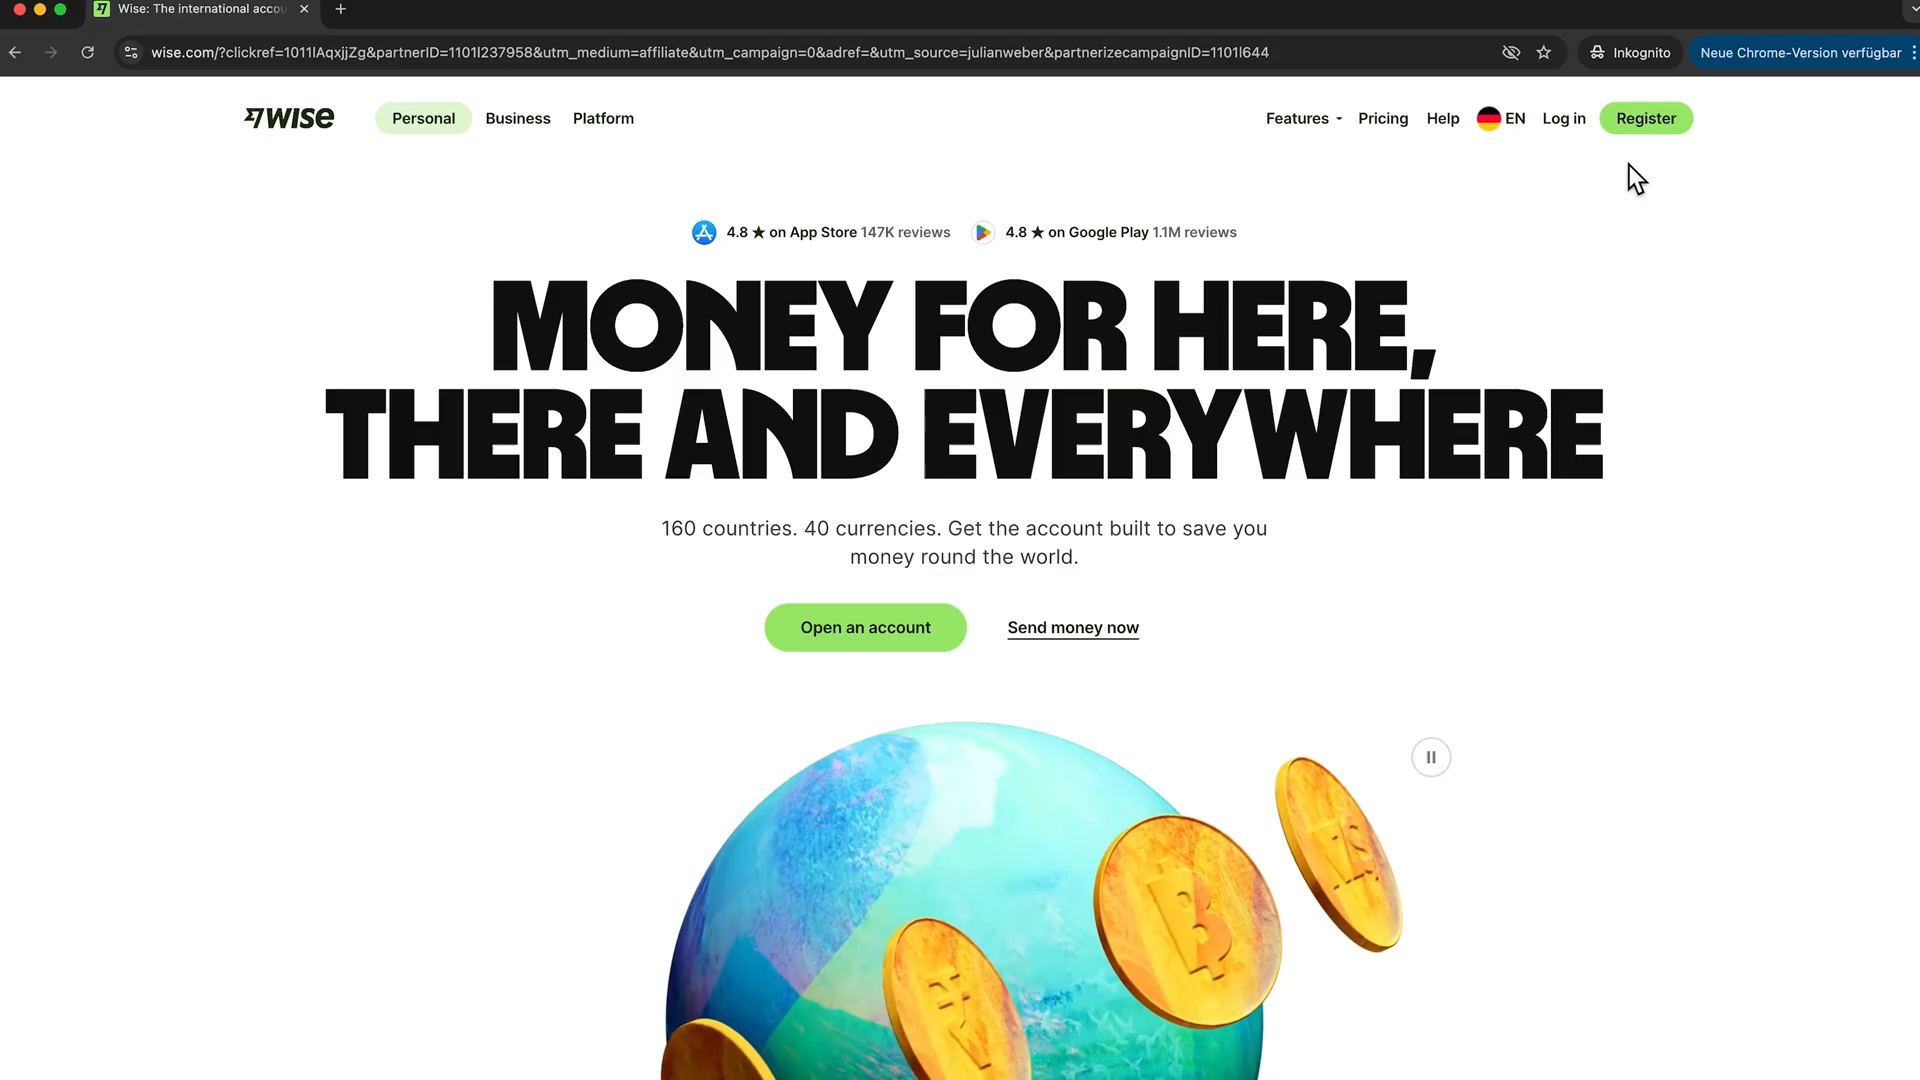 Wise: The international accou
wise.com/?clickref=1011lAqxjjZg&partnerID=1101l237958&utm_medium=affiliate&utm_campaign=0&adref=&utm_source=julianweber&partnerizecampaignID=1101l644
Inkognito
Neue Chrome-Version verfügbar
WISE
Personal
Business
Platform
Features
Pricing
Help
EN
Log in
Register
4.8 ★ on App Store 147K reviews
4.8 ★ on Google Play 1.1M reviews
MONEY FOR HERE,
THERE AND EVERYWHERE
160 countries. 40 currencies. Get the account built to save you
money round the world.
Open an account
Send money now